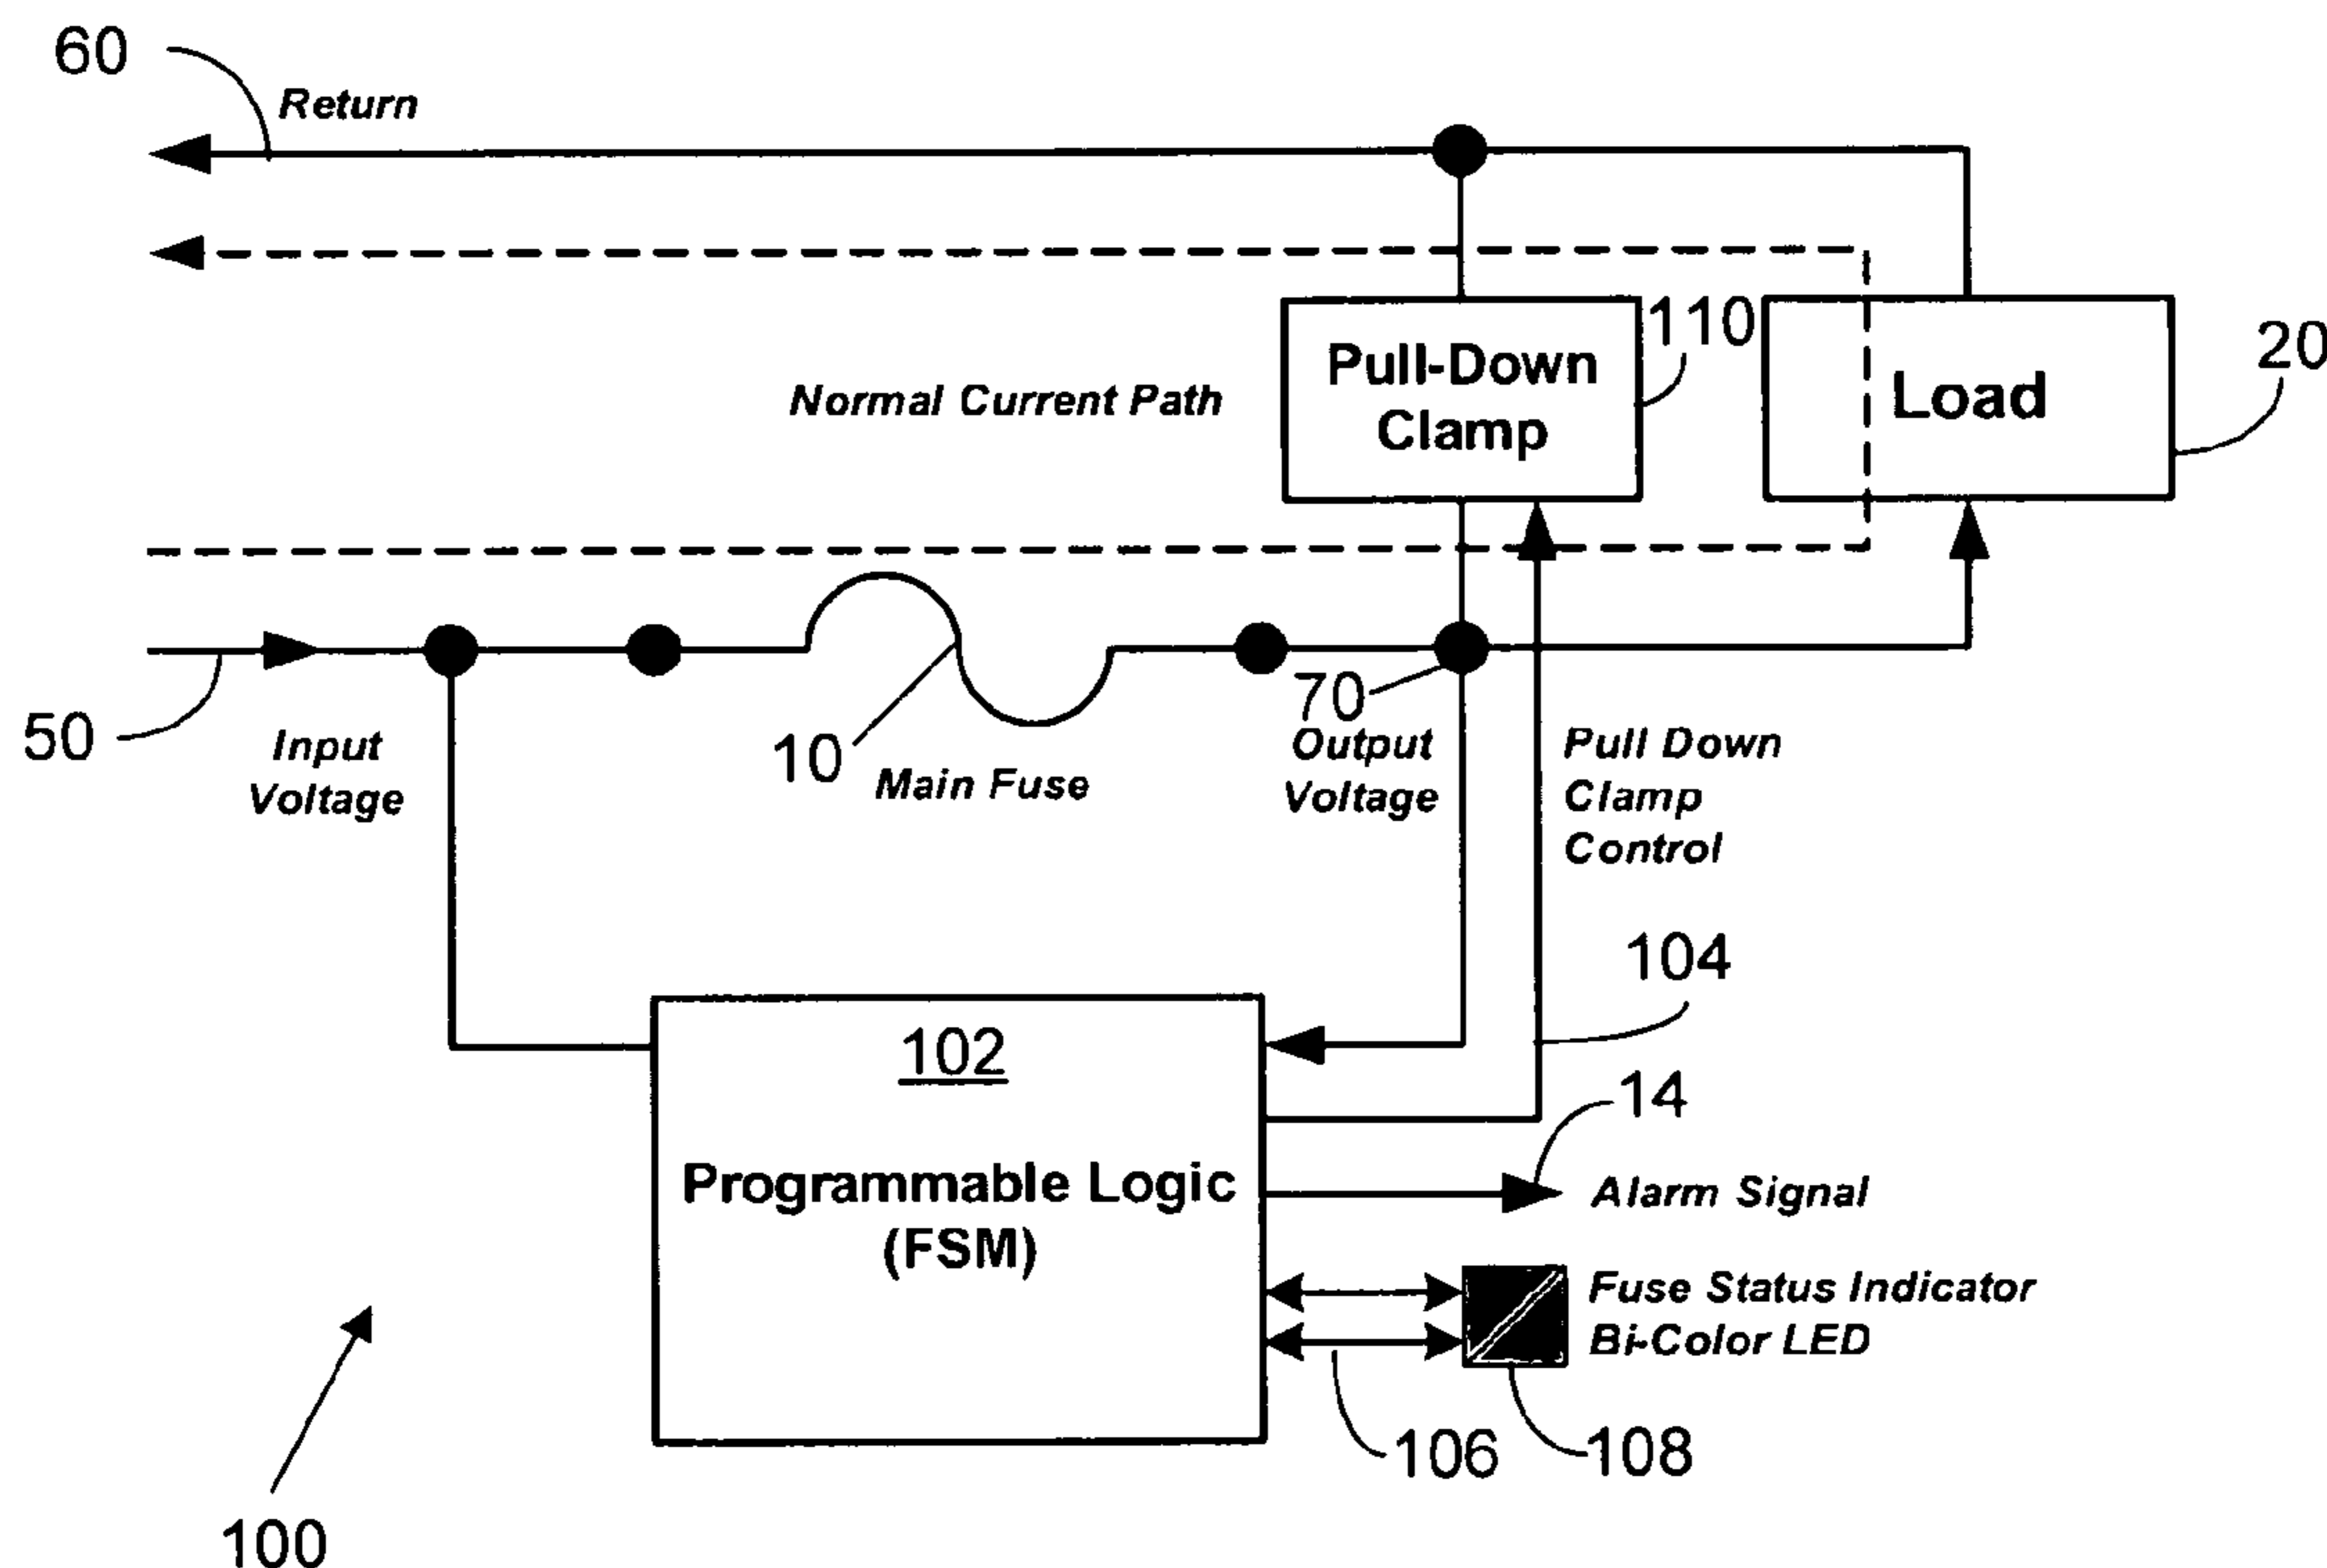 60
Return
110
Pull-Down
Clamp
20
Load
Normal Current Path
50
Input
Voltage
10
Main Fuse
70
Output
Voltage
Pull Down
Clamp
Control
104
102
14
Programmable Logic
(FSM)
Alarm Signal
Fuse Status Indicator
Bi-Color LED
106
108
100